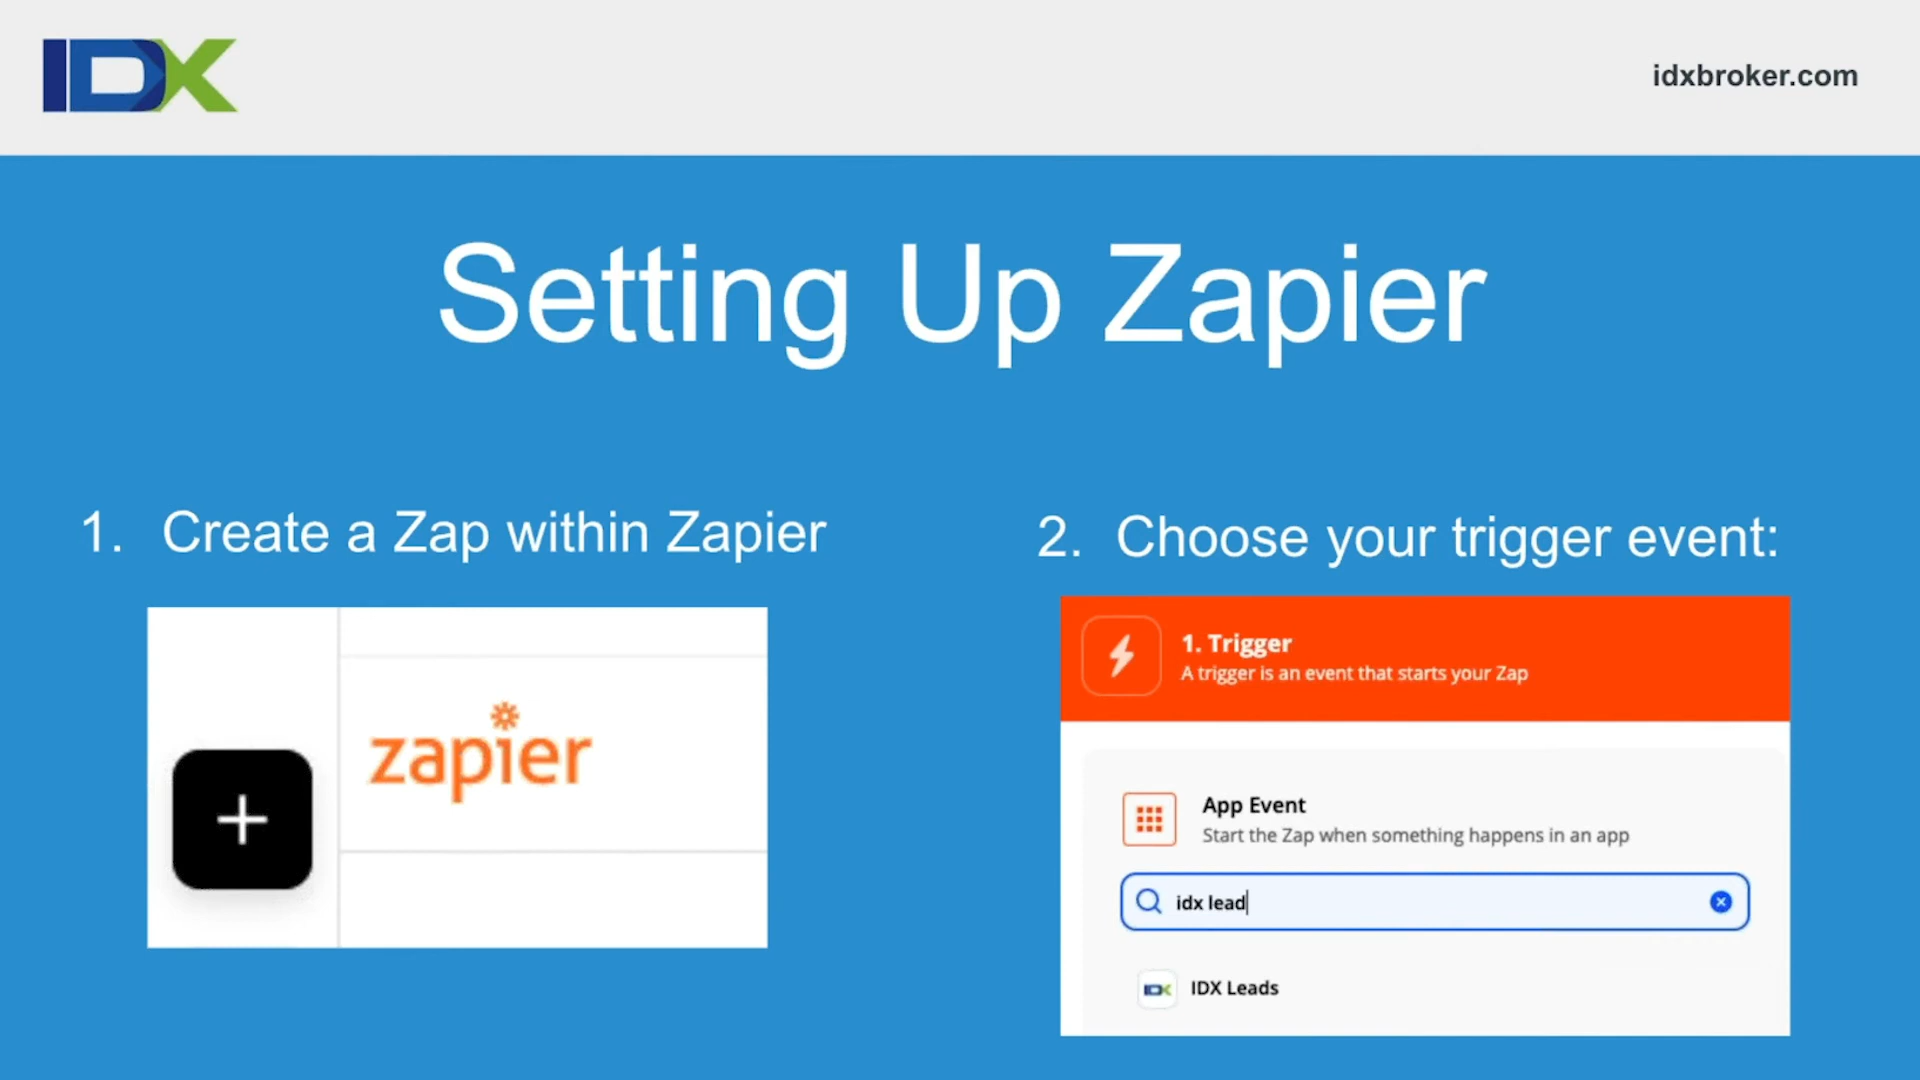 IDX
idxbroker.com
Setting Up Zapier
1. Create a Zap within Zapier
zapier
2. Choose your trigger event:
1. Trigger
A trigger is an event that starts your Zap
App Event
Start the Zap when something happens in an app
idx lead
IDX
IDX Leads